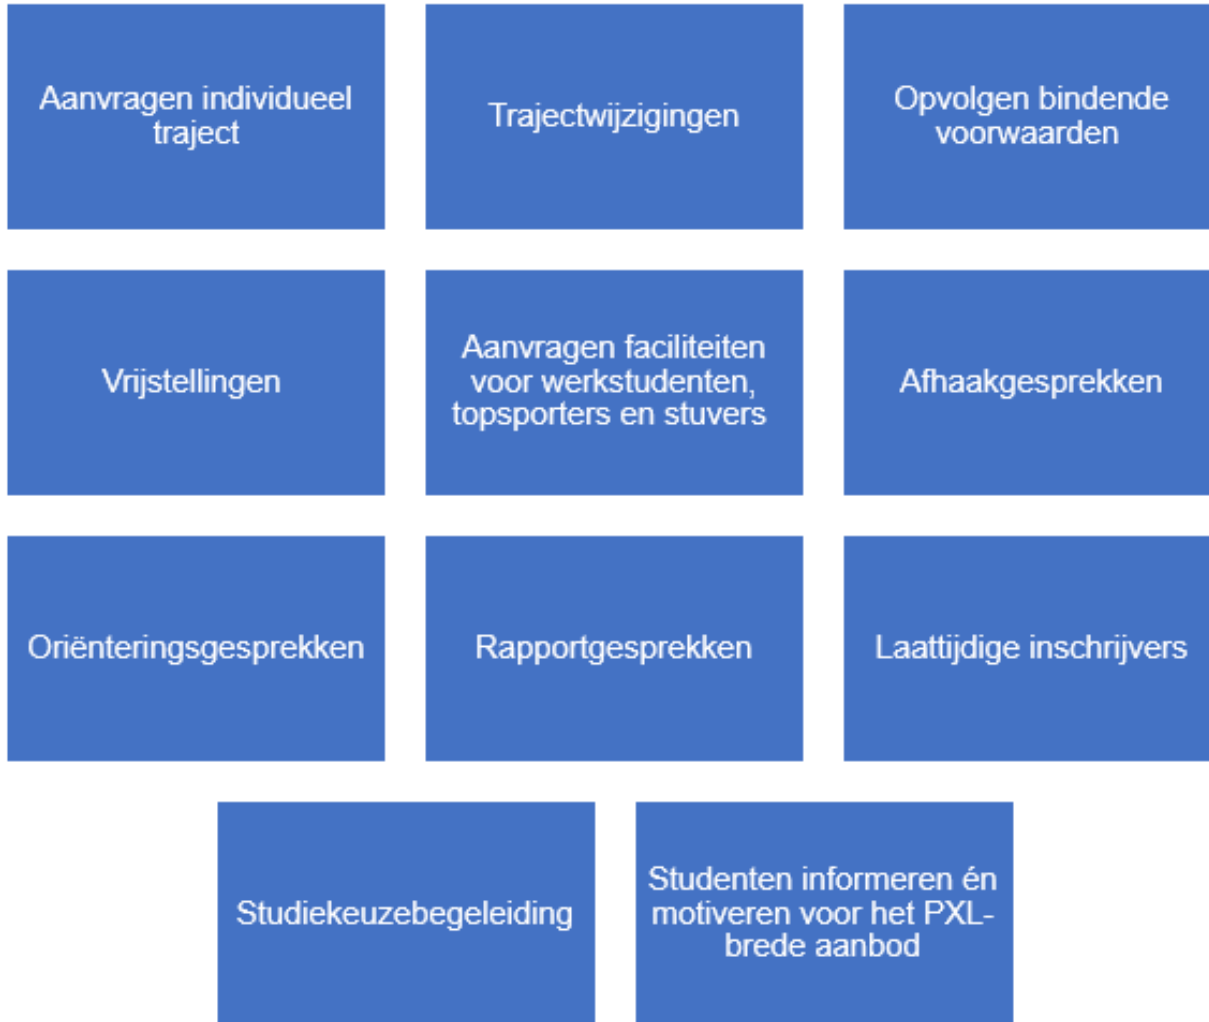 Aanvragen individueel
traject
Trajectwijzigingen
Opvolgen bindende
voorwaarden
Vrijstellingen
Aanvragen faciliteiten
voor werkstudenten,
topsporters en stuvers
Afhaakgesprekken
Oriënteringsgesprekken
Rapportgesprekken
Laattijdige inschrijvers
Studiekeuzebegeleiding
Studenten informeren én
motiveren voor het PXL-
brede aanbod